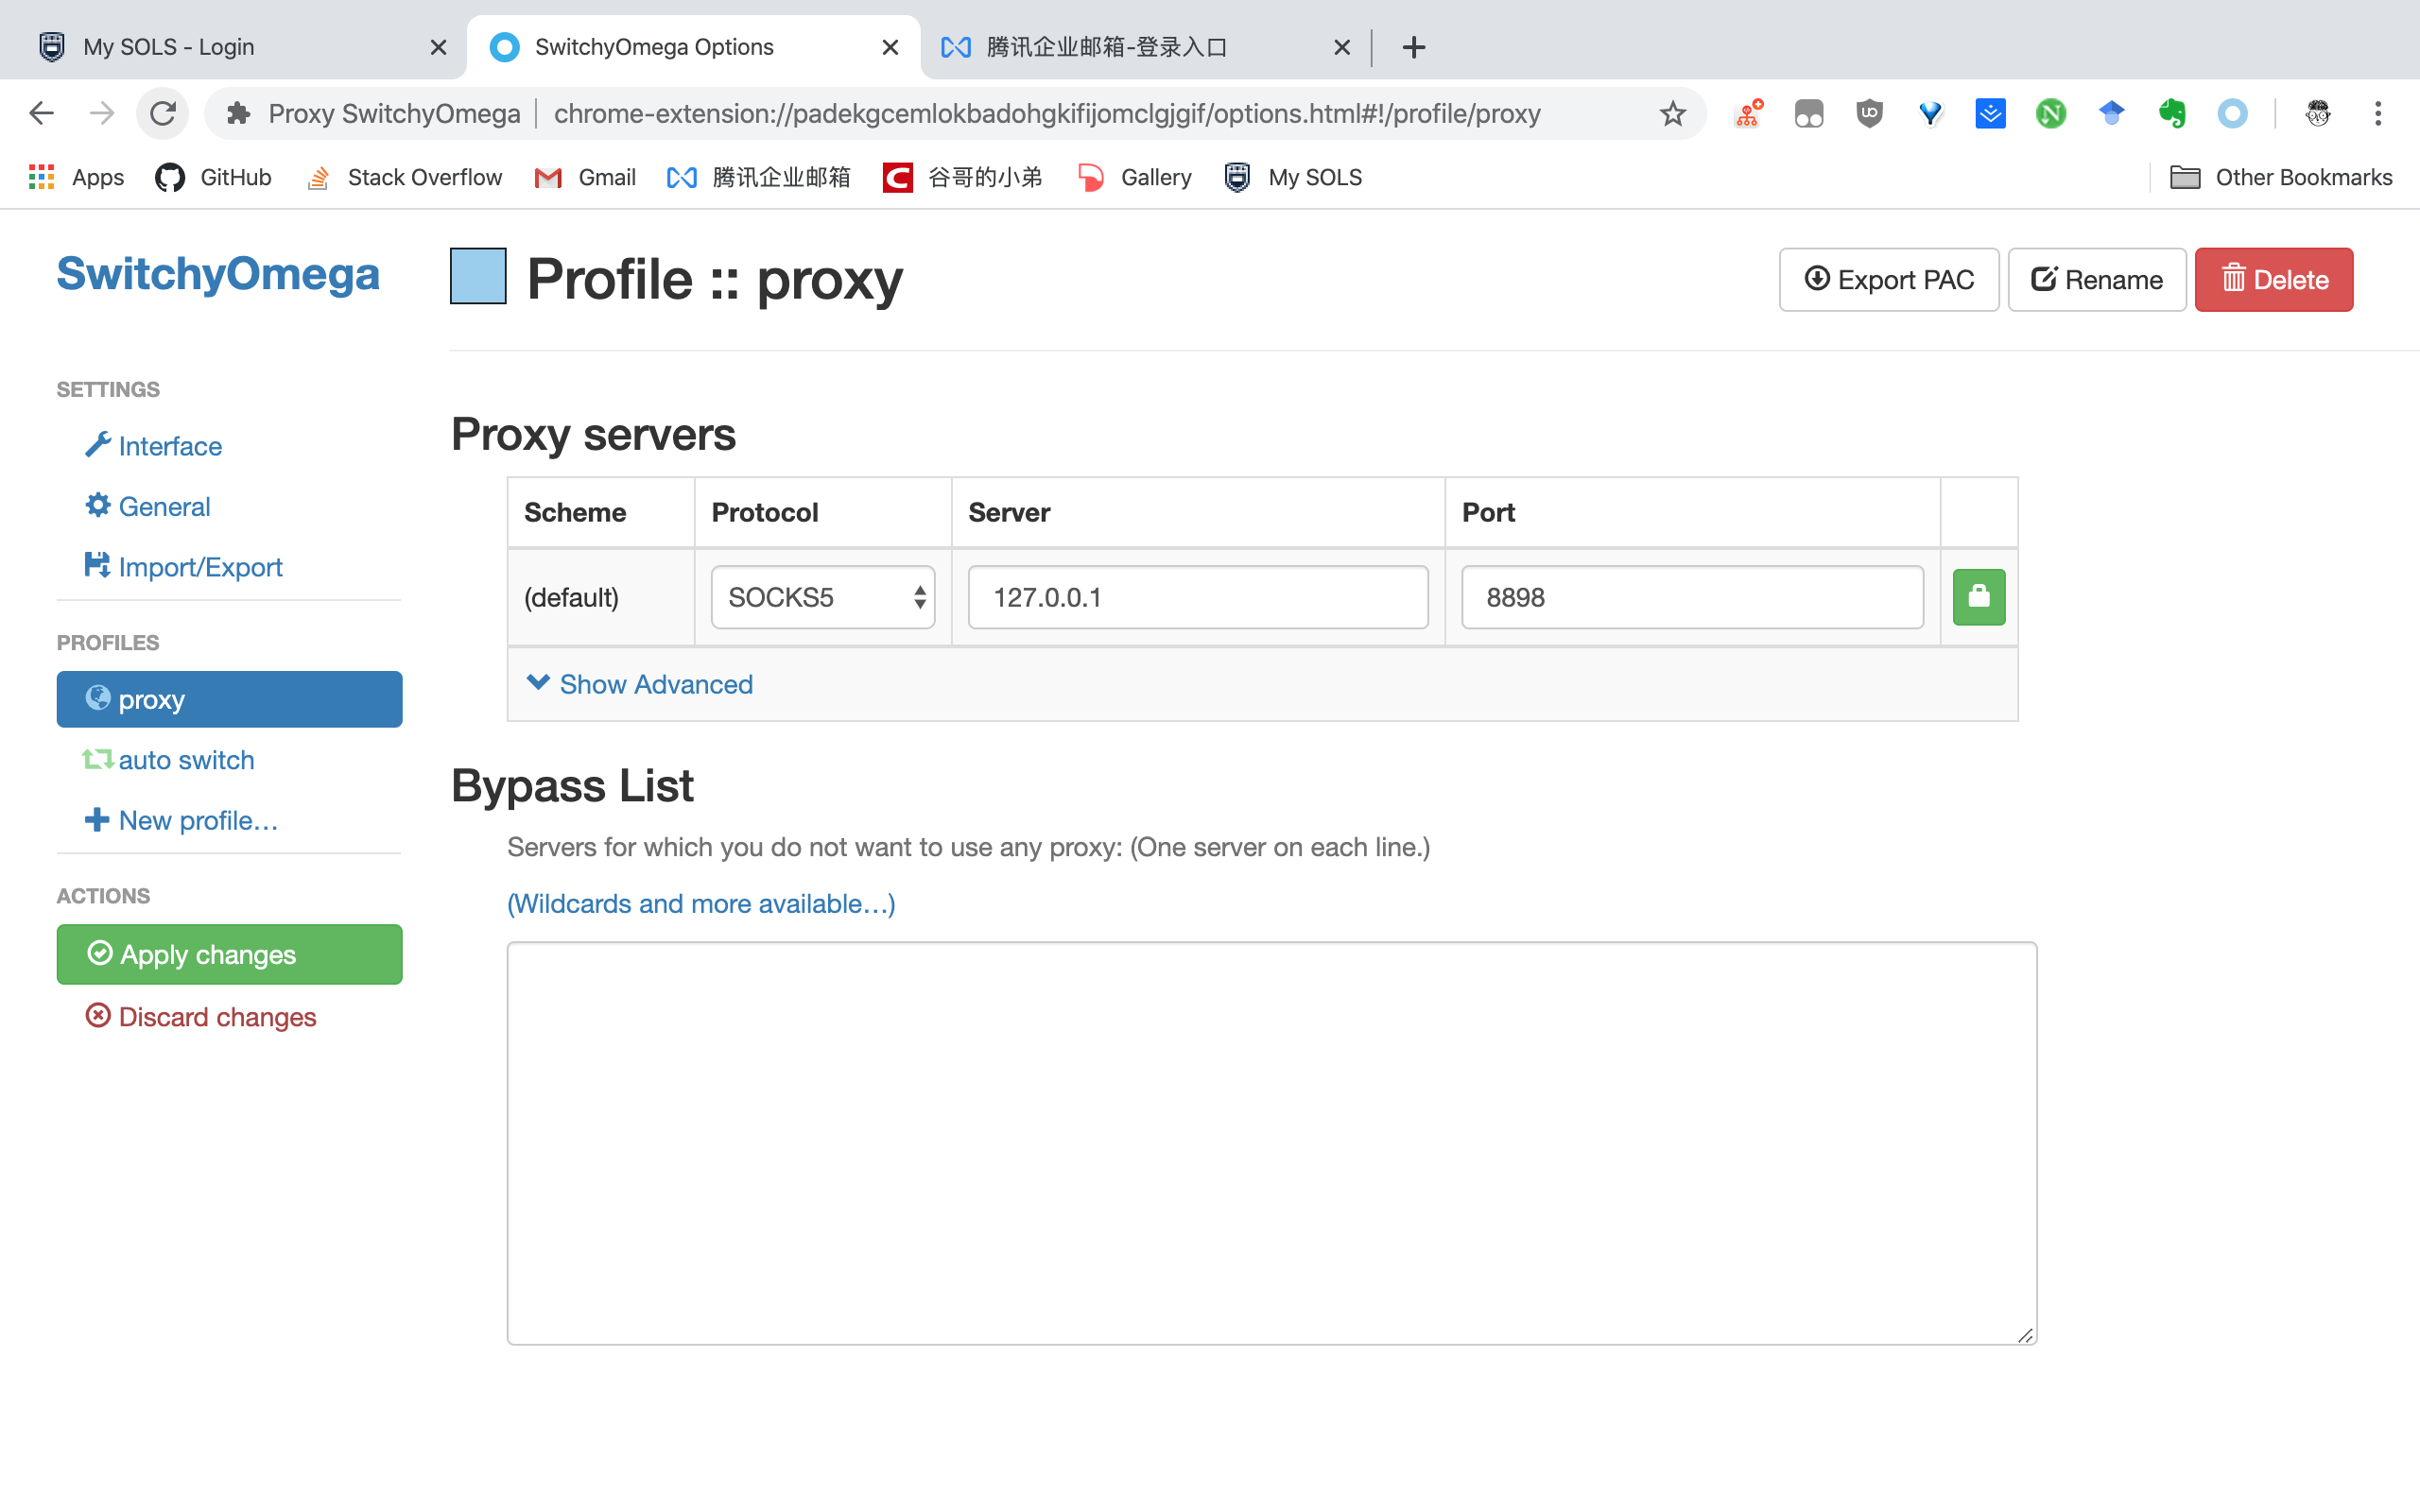 My SOLS - Login
SwitchyOmega Options
腾讯企业邮箱-登录入口
Proxy SwitchyOmega
chrome-extension://padekgcemlokbadohgkifijomclgjgif/options.html#!/profile/proxy
Apps
GitHub
Stack Overflow
Gmail
腾讯企业邮箱
谷哥的小弟
Gallery
My SOLS
Other Bookmarks
SwitchyOmega
Profile :: proxy
Export PAC
Rename
Delete
SETTINGS
Interface
General
Import/Export
PROFILES
proxy
auto switch
New profile…
ACTIONS
Apply changes
Discard changes
Proxy servers
Scheme Protocol Server Port
(default) SOCKS5 127.0.0.1 8898
Show Advanced
Bypass List
Servers for which you do not want to use any proxy: (One server on each line.)
(Wildcards and more available…)